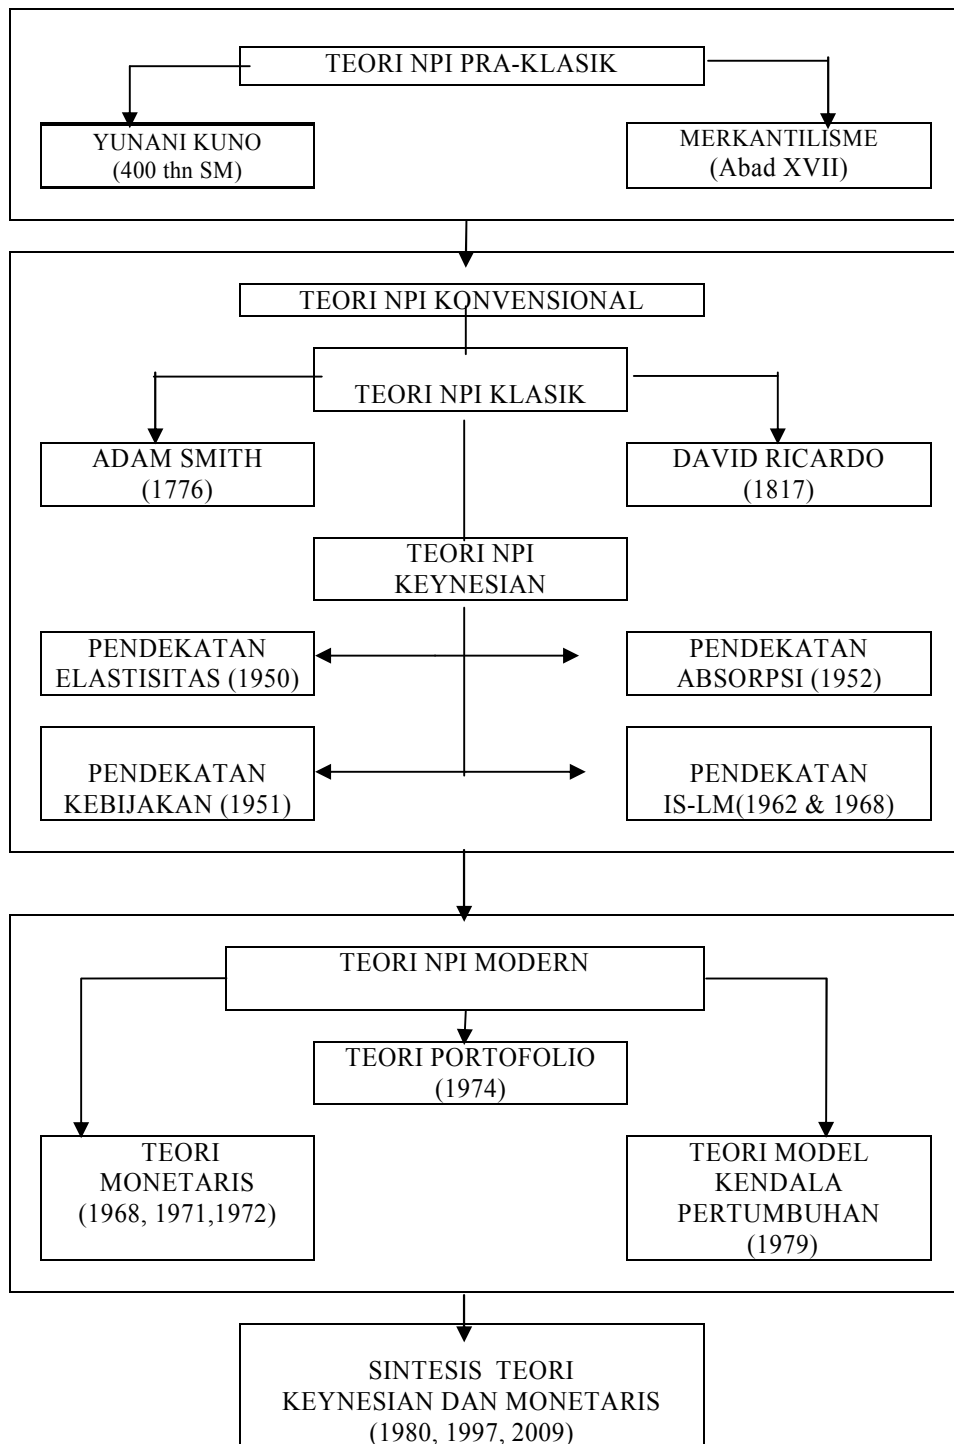 TEORI NPI PRA-KLASIK
YUNANI KUNO
(400 thn SM)
MERKANTILISME
(Abad XVII)
TEORI NPI KONVENSIONAL
TEORI NPI KLASIK
ADAM SMITH
(1776)
DAVID RICARDO
(1817)
TEORI NPI
KEYNESIAN
PENDEKATAN
ELASTISITAS (1950)
PENDEKATAN
ABSORPSI (1952)
PENDEKATAN
KEBIJAKAN (1951)
PENDEKATAN
IS-LM(1962 & 1968)
TEORI NPI MODERN
TEORI PORTOFOLIO
(1974)
TEORI
MONETARIS
(1968, 1971,1972)
TEORI MODEL
KENDALA
PERTUMBUHAN
(1979)
SINTESIS TEORI
KEYNESIAN DAN MONETARIS
(1980, 1997, 2009)